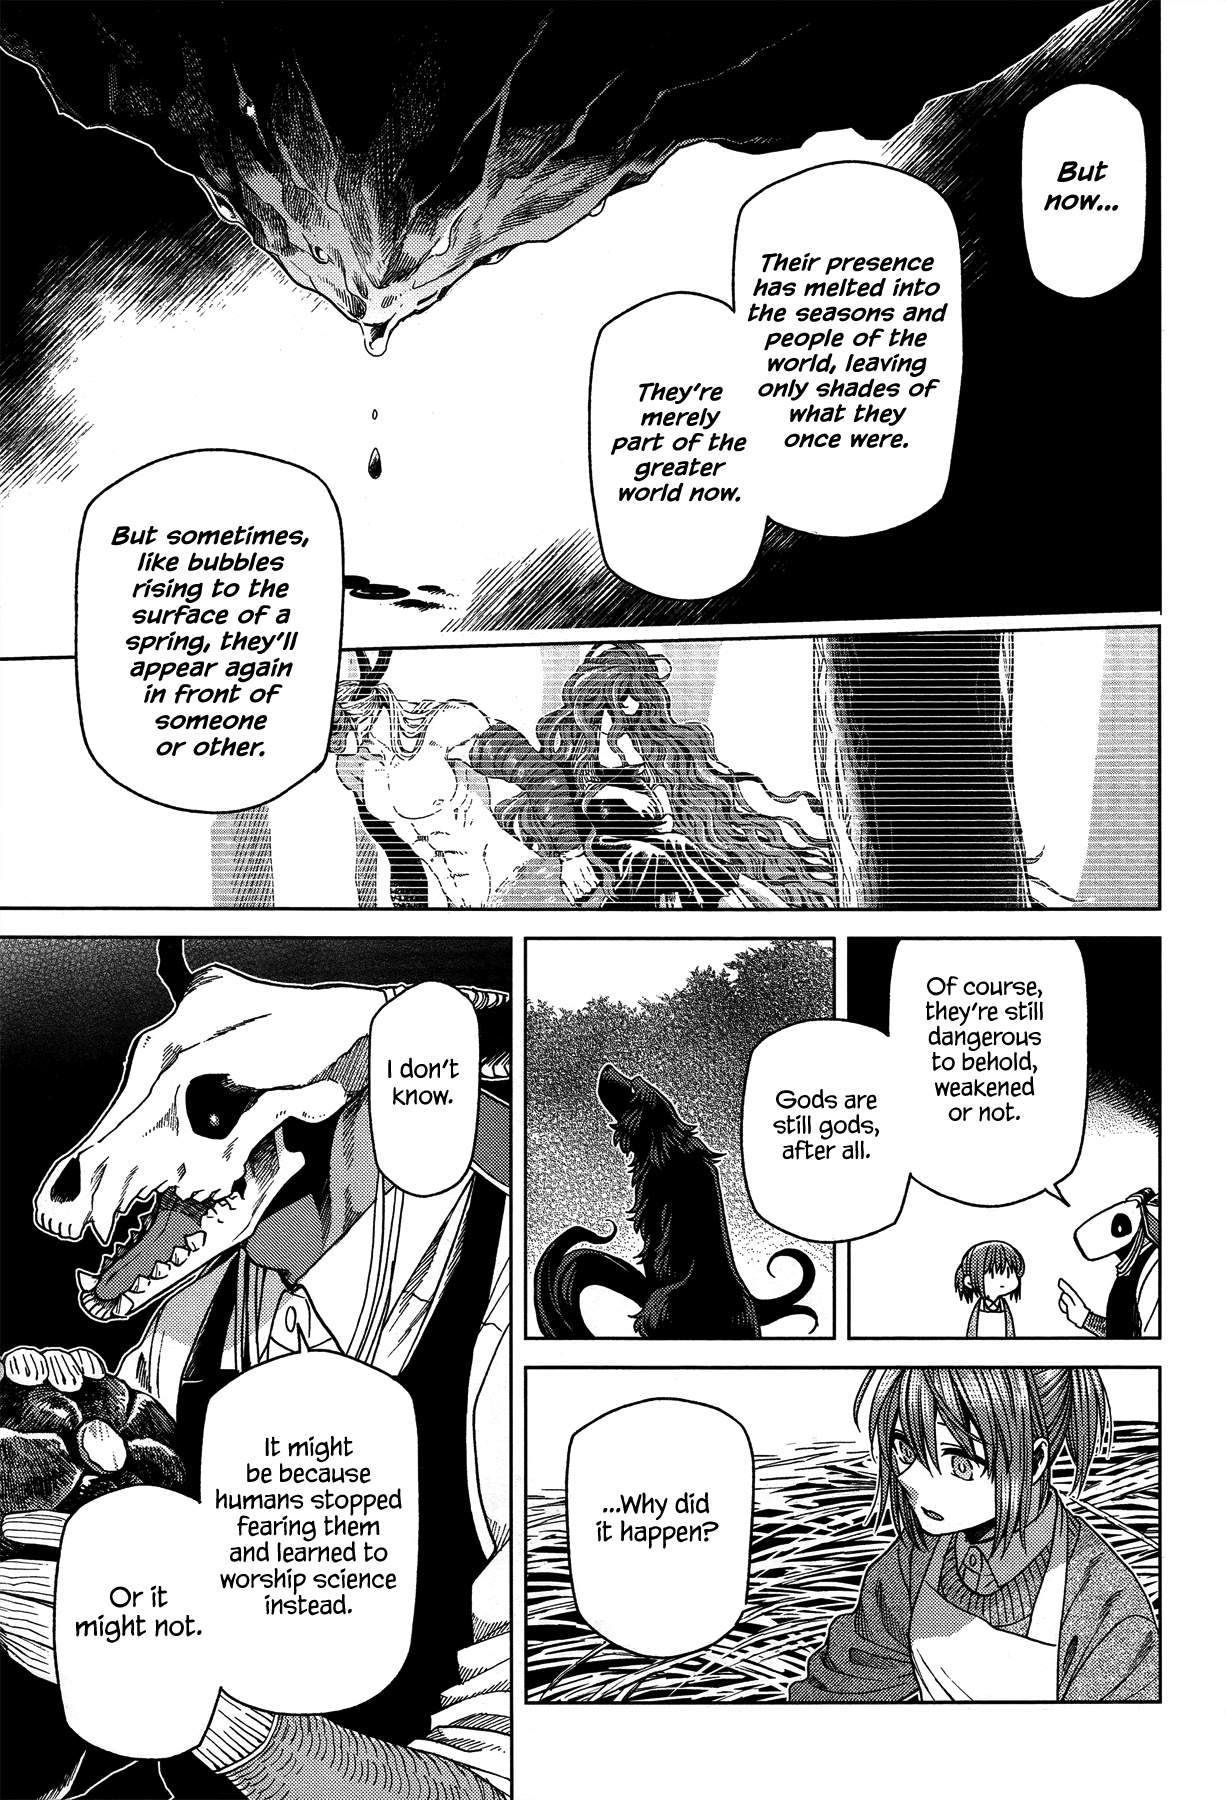 But
now...
Their presence
has melted into
the seasons and
people of the
world, leaving
only shades of
what they
once were.
They're
merely
part of the
greater
world now.
But sometimes,
like bubbles
rising to the
surface of a
spring, they'll
appear again
in front of
someone
or other.
Of course,
they're still
dangerous
to behold,
weakened
or not.
Gods are
still gods,
after all.
...Why did
it happen?
I don't
know.
It might
be because
humans stopped
fearing them
and learned to
worship science
instead.
Or it
might not.